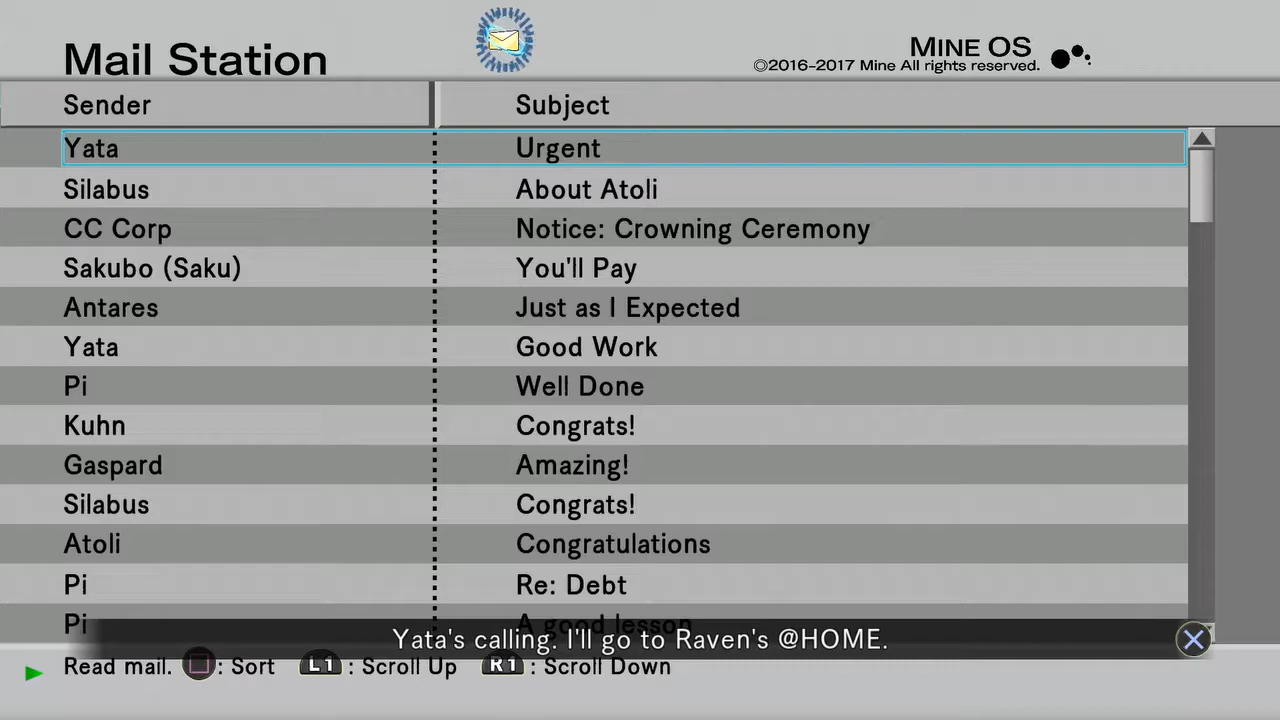 Mail Station
MINE OS
©2016-2017 Mine All rights reserved.
Sender Subject
Yata Urgent
Silabus About Atoli
CC Corp Notice: Crowning Ceremony
Sakubo (Saku) You'll Pay
Antares Just as I Expected
Yata Good Work
Pi Well Done
Kuhn Congrats!
Gaspard Amazing!
Silabus Congrats!
Atoli Congratulations
Pi Re: Debt
Pi A good lesson
Yata's calling. I'll go to Raven's @HOME.
Read mail. : Sort L1 : Scroll Up R1 : Scroll Down